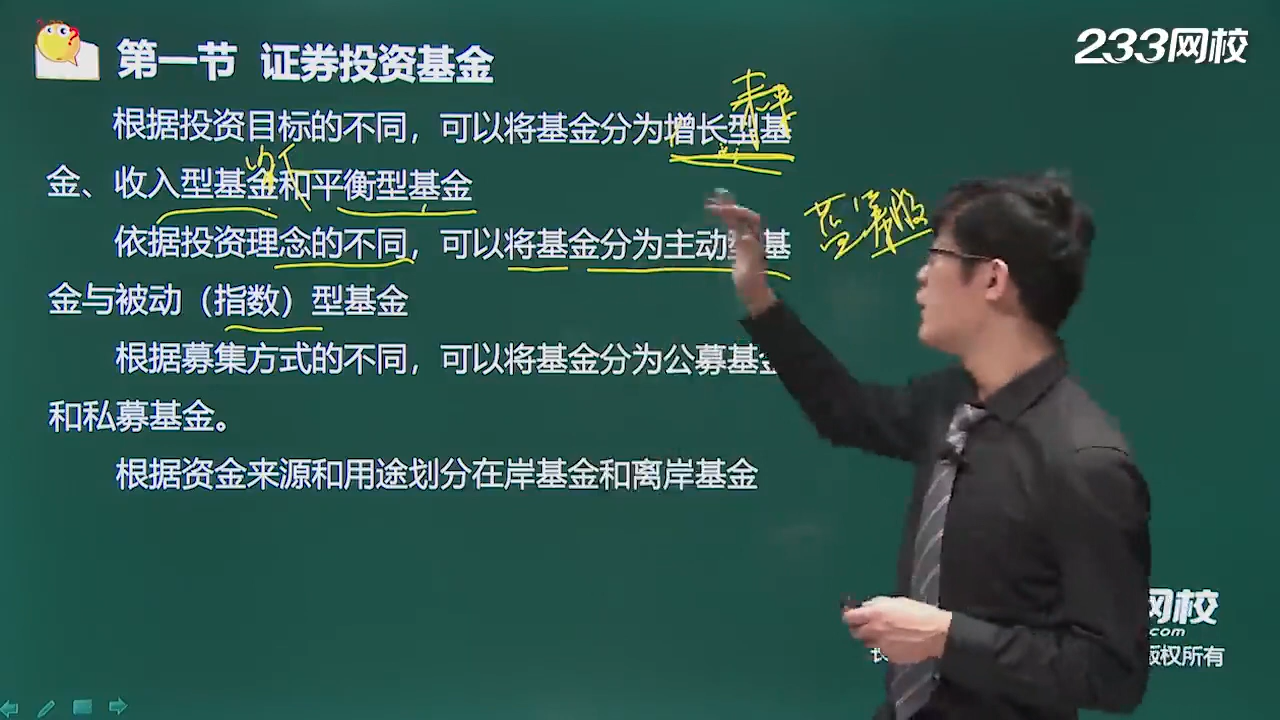 233网校
第一节 证券投资基金
未来
根据投资目标的不同，可以将基金分为增长型基
金、收入型基金和平衡型基金
蓝筹股
依据投资理念的不同，可以将基金分为主动型基
金与被动（指数）型基金
根据募集方式的不同，可以将基金分为公募基金
和私募基金。
根据资金来源和用途划分在岸基金和离岸基金
网校
.com
版权所有